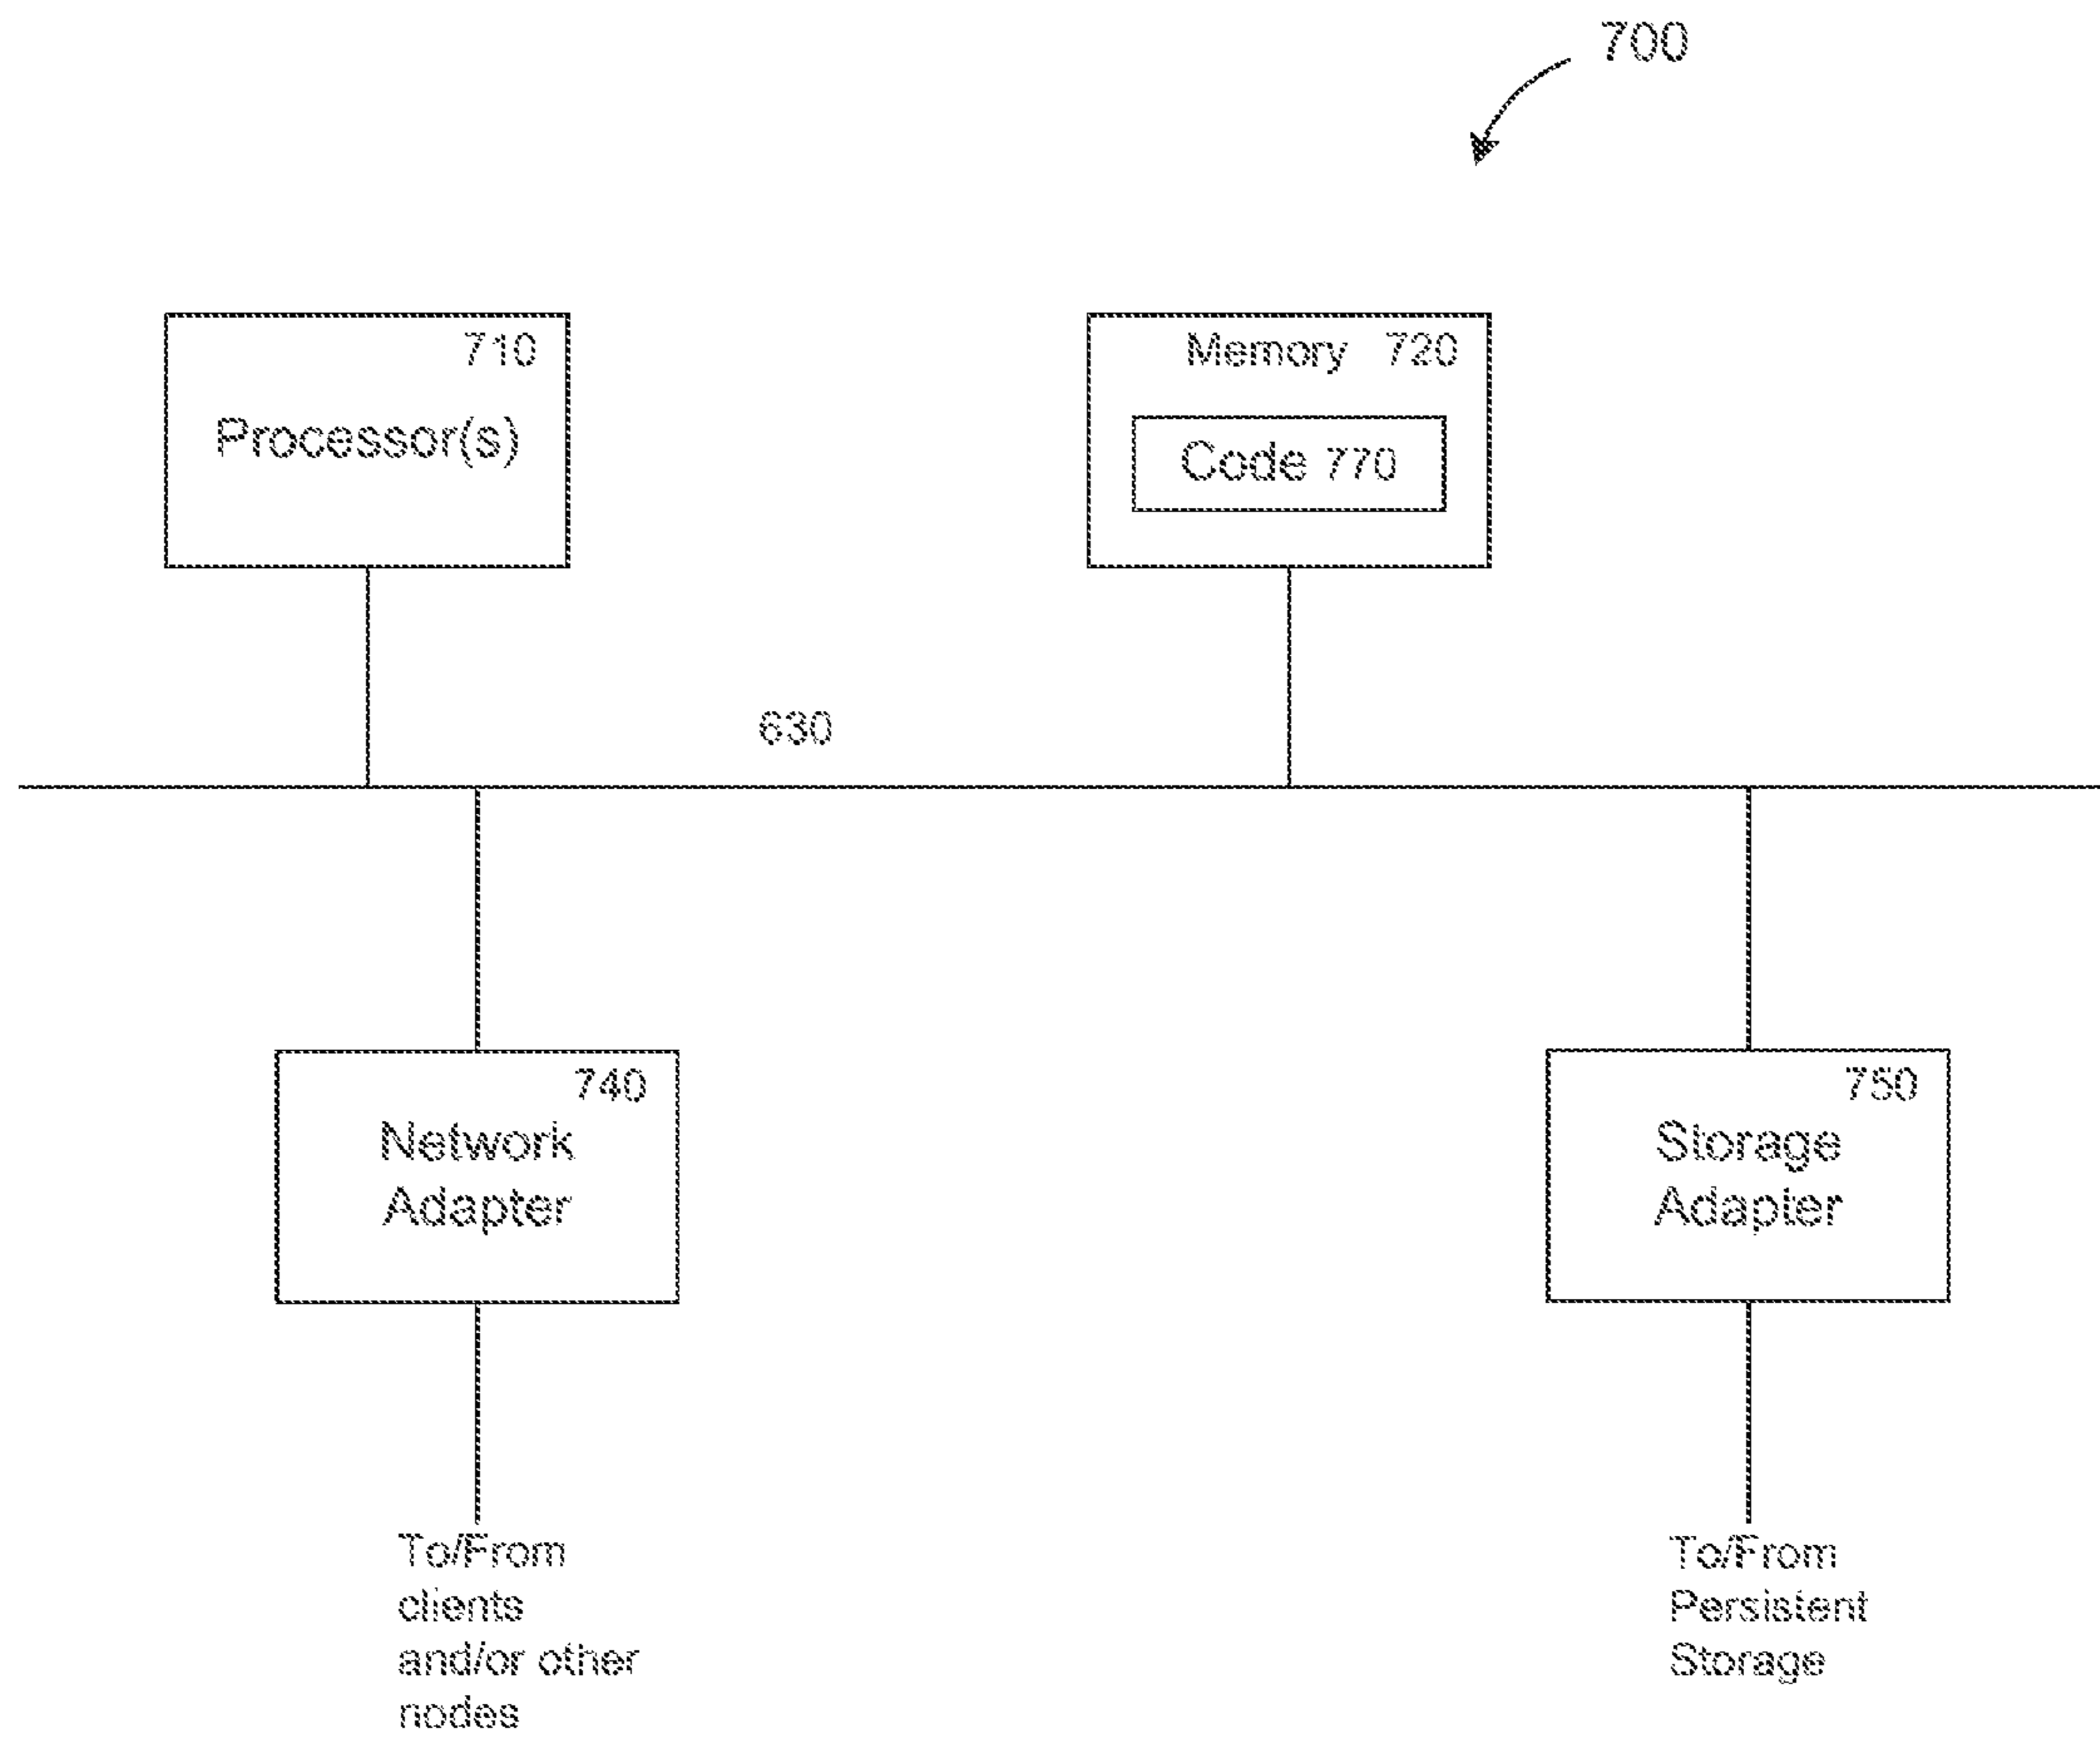 700
710
Processor(s)
Memory 720
Code 770
630
740
Network
Adapter
750
Storage
Adapter
To/From
clients
and/or other
nodes
To/From
Persistent
Storage